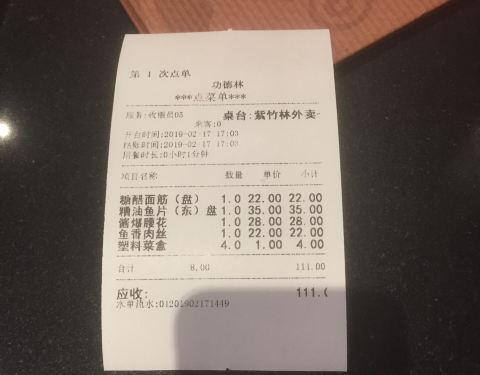 第 1 次点单
功德林
***点菜单***
服务:收银员03 桌台:紫竹林外卖
来客:0
开台时间:2019-02-17 17:03
结账时间:2019-02-17 17:03
用餐时长:0小时1分钟
项目名称 数量 单价 小计
糖醋面筋（盘） 1.0 22.00 22.00
糟油鱼片（东）盘 1.0 35.00 35.00
酱爆腰花 1.0 28.00 28.00
鱼香肉丝 1.0 22.00 22.00
塑料菜盒 4.0 1.00 4.00
合计 8.00 111.00
应收: 111.(
水单流水:01201902171449